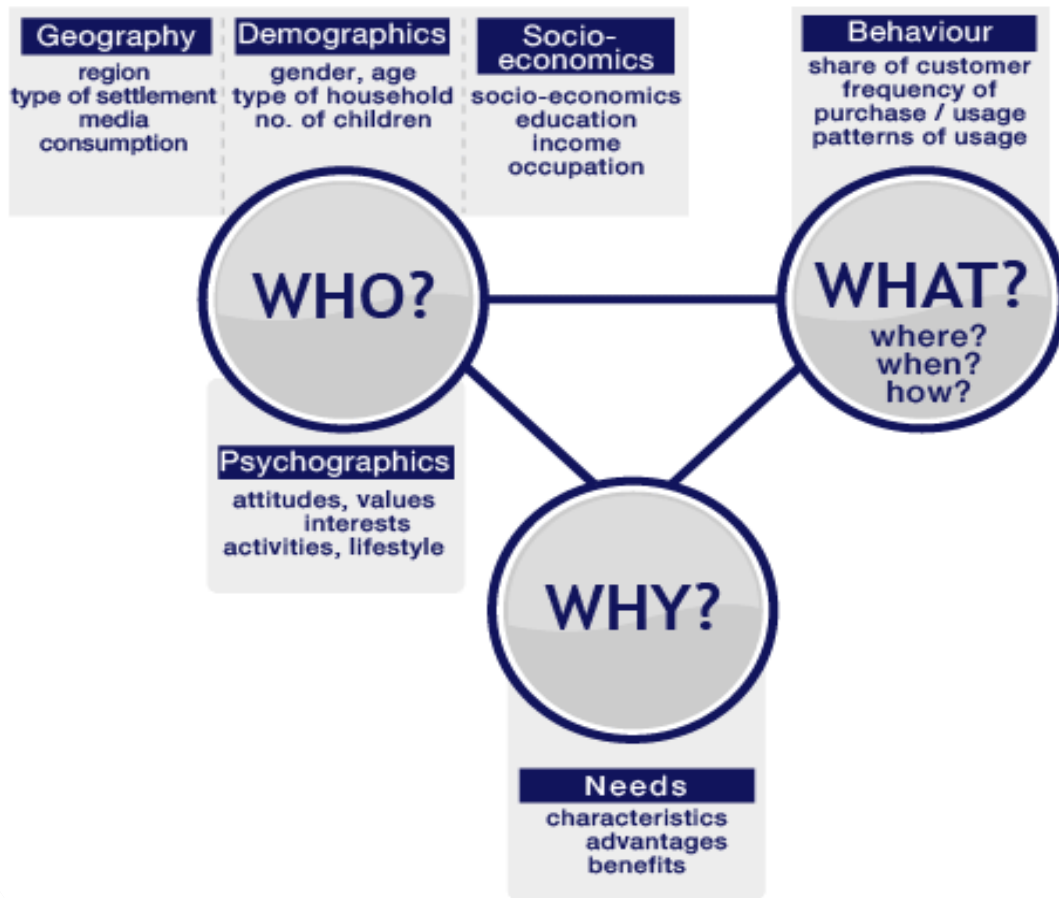 Geography
region
type of settlement
media
consumption
Demographics
gender, age
type of household
no. of children
Socio-
economics
socio-economics
education
income
occupation
Behaviour
share of customer
frequency of
purchase / usage
patterns of usage
WHO?
WHAT?
where?
when?
how?
Psychographics
attitudes, values
interests
activities, lifestyle
WHY?
Needs
characteristics
advantages
benefits